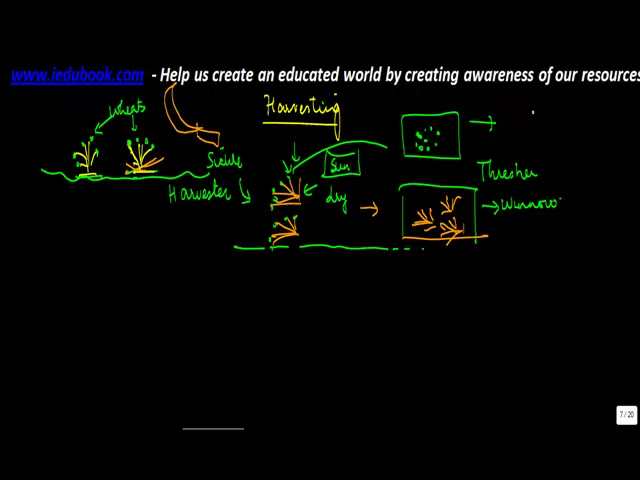 www.iedubook.com - Help us create an educated world by creating awareness of our resources
Harvesting
wheats
Sickle
Harvester
Sun
dry
Thresher
Winnow
7 / 20